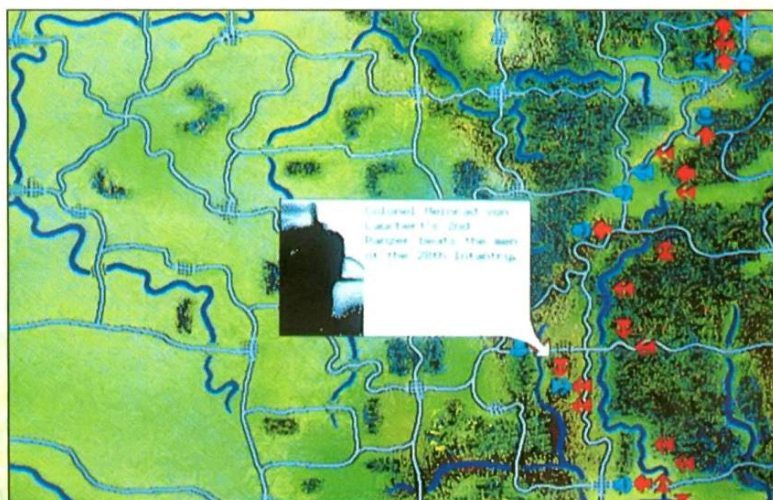 Colonel Meinrad von
Lauchert's 2nd
Panzer beats the men
of the 28th Infantry.